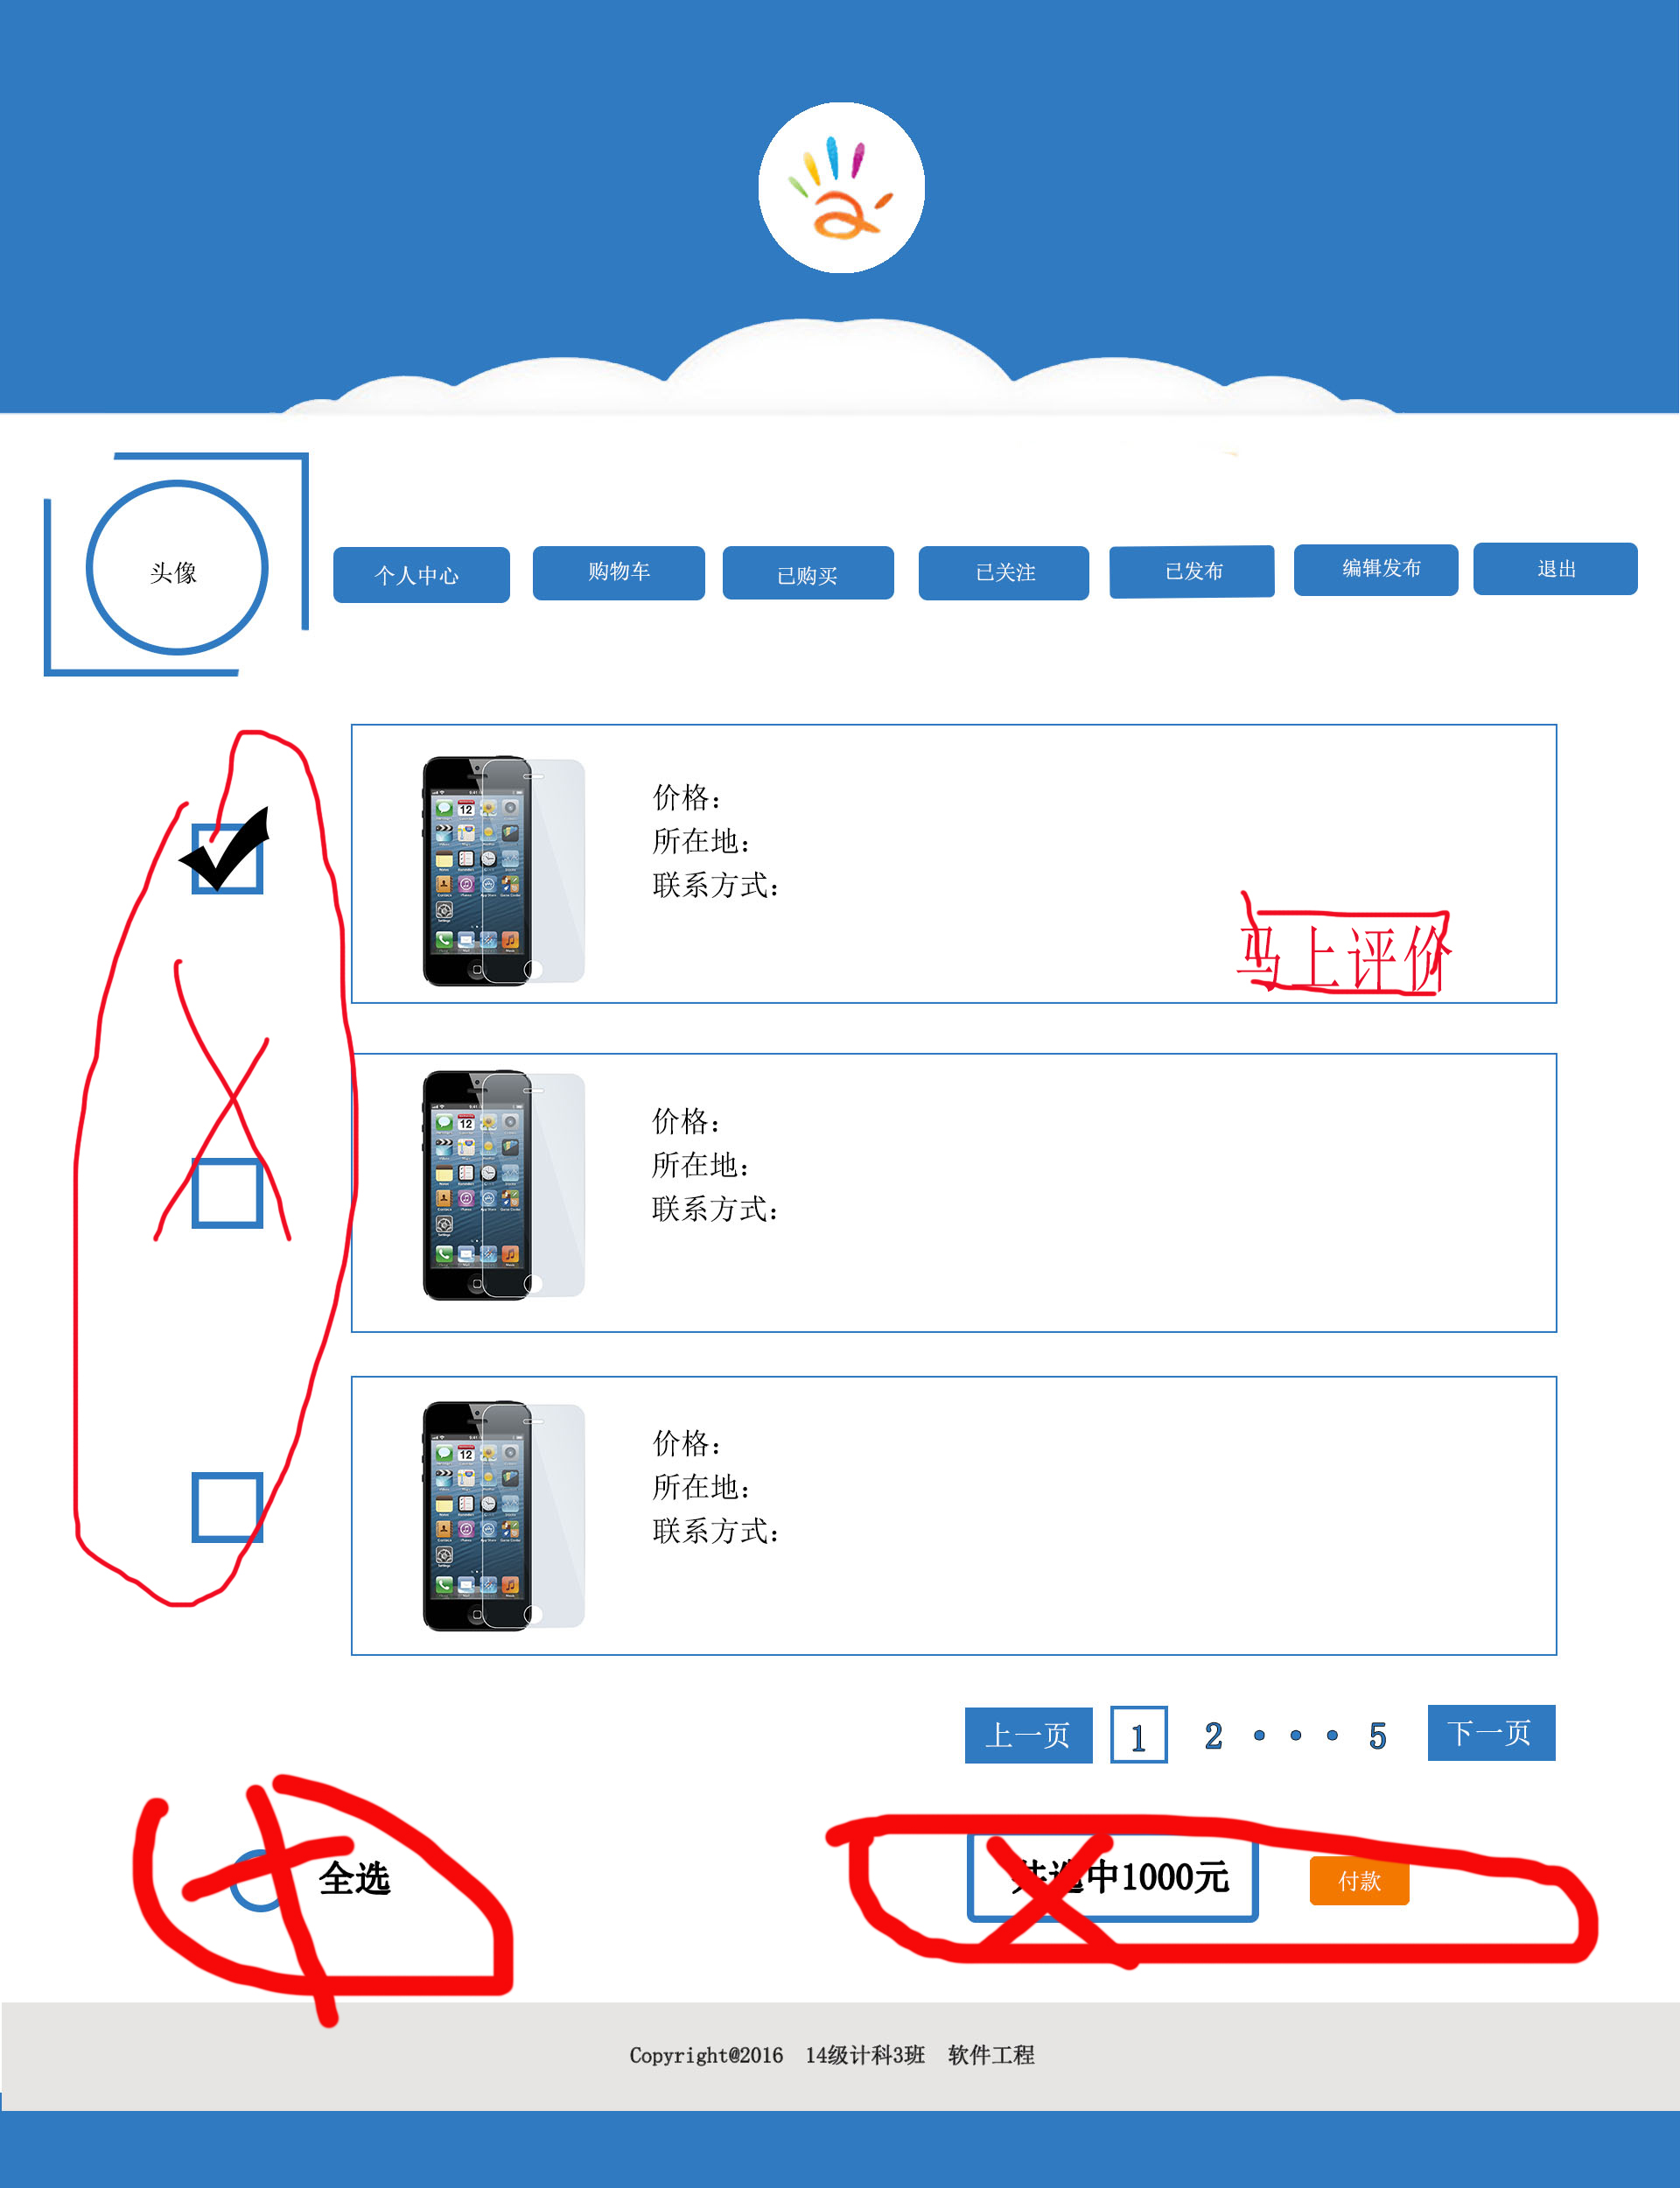 头像
个人中心 购物车 已购买 已关注 已发布 编辑发布 退出
价格：
所在地：
联系方式：
马上评价
价格：
所在地：
联系方式：
价格：
所在地：
联系方式：
上一页 1 2 ··· 5 下一页
全选 共选中1000元 付款
Copyright@2016 14级计科3班 软件工程